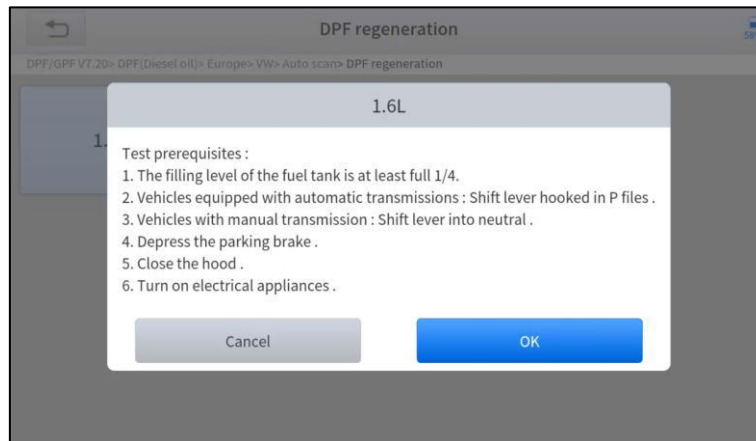 DPF regeneration
DPF/GPF V7.20> DPF(Diesel oil)> Europe> VW> Auto scan> DPF regeneration
1.6L
1.
Test prerequisites :
1. The filling level of the fuel tank is at least full 1/4.
2. Vehicles equipped with automatic transmissions : Shift lever hooked in P files .
3. Vehicles with manual transmission : Shift lever into neutral .
4. Depress the parking brake .
5. Close the hood .
6. Turn on electrical appliances .
Cancel
OK